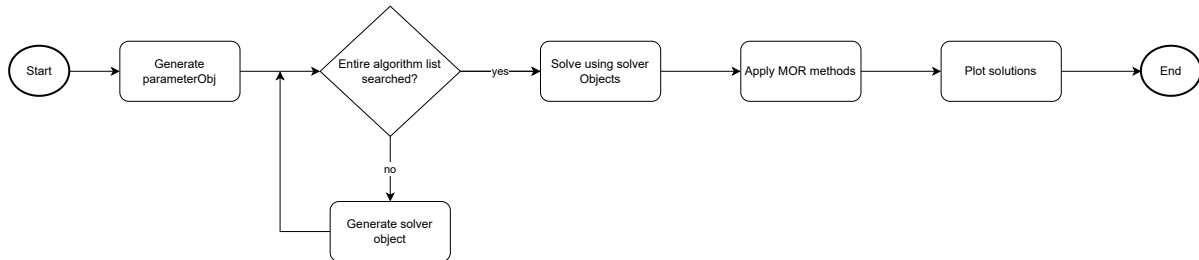 Start
Generate
parameterObj
Entire algorithm list
searched?
yes
Solve using solver
Objects
Apply MOR methods
Plot solutions
End
no
Generate solver
object